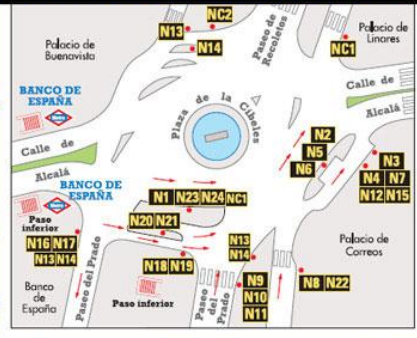 NC2
N13
N14
Paseo de
Recoletos
Palacio de
Linares
NC1
Palacio de
Buenavista
Calle de
Alcalá
BANCO DE
ESPAÑA
Metro
Plaza de la Cibeles
N2
N5
N6
N3
N4 N7
N12 N15
Calle de
Alcalá
BANCO DE
ESPAÑA
Metro
N1 N23 N24 NC1
N20 N21
Paso
inferior
N16 N17
N13 N14
Paseo del Prado
N18 N19
N13
N14
Palacio de
Correos
Banco
de
España
Paso inferior
Paseo del
Prado
N9
N10
N11
N8 N22